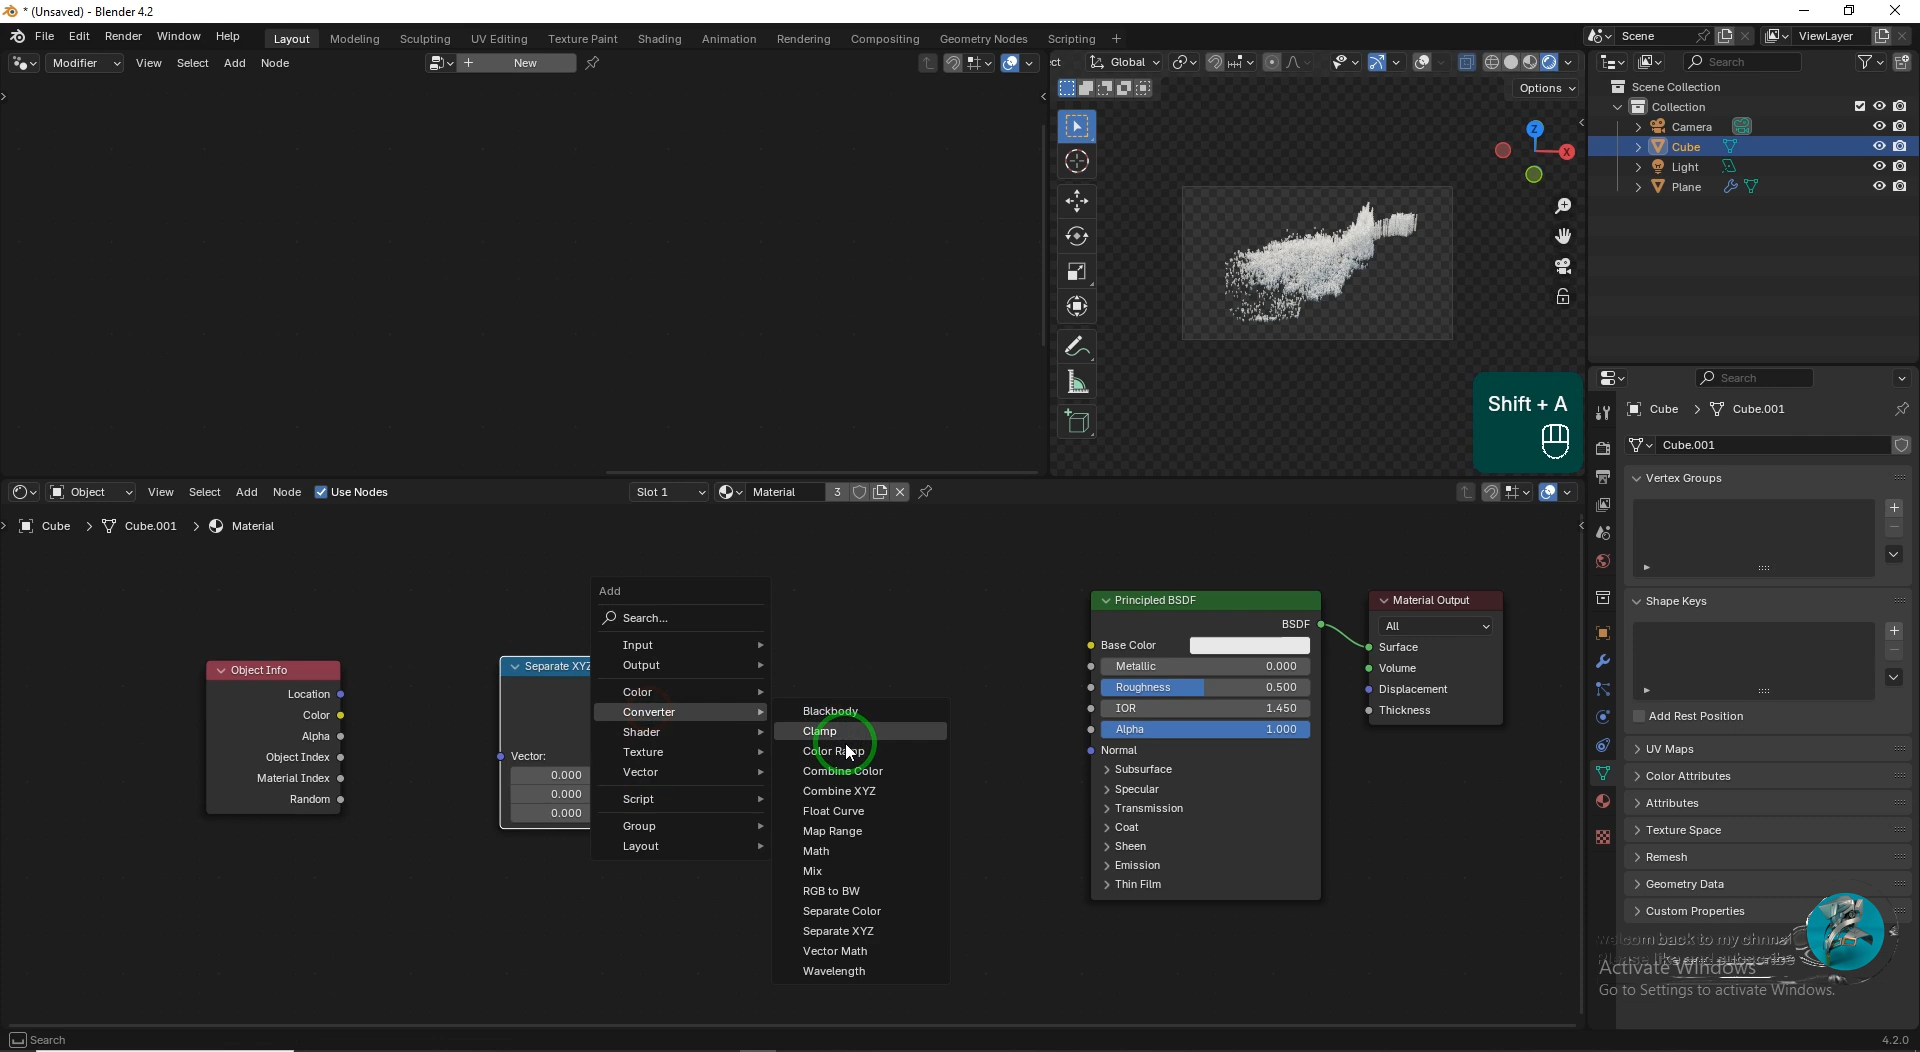 * (Unsaved) - Blender 4.2
File Edit Render Window Help Layout Modeling Sculpting UV Editing Texture Paint Shading Animation Rendering Compositing Geometry Nodes Scripting + Scene ViewLayer
Modifier View Select Add Node + New
ect Global
Search
Options
Scene Collection
Collection
Camera
Cube
Light
Plane
Z
X
Shift + A
Search
Cube > Cube.001
Cube.001
Vertex Groups
Shape Keys
Add Rest Position
UV Maps
Color Attributes
Attributes
Texture Space
Remesh
Geometry Data
Custom Properties
Object View Select Add Node Use Nodes Slot 1 Material 3
Cube > Cube.001 > Material
Object Info
Location
Color
Alpha
Object Index
Material Index
Random
Separate XYZ
Vector:
0.000
0.000
0.000
Add
Search...
Input
Output
Color
Converter
Shader
Texture
Vector
Script
Group
Layout
Blackbody
Clamp
Color Ramp
Combine Color
Combine XYZ
Float Curve
Map Range
Math
Mix
RGB to BW
Separate Color
Separate XYZ
Vector Math
Wavelength
Principled BSDF
BSDF
Base Color
Metallic 0.000
Roughness 0.500
IOR 1.450
Alpha 1.000
Normal
Subsurface
Specular
Transmission
Coat
Sheen
Emission
Thin Film
Material Output
All
Surface
Volume
Displacement
Thickness
welcom back to my chnnal
Activate Windows
Go to Settings to activate Windows.
Search
4.2.0